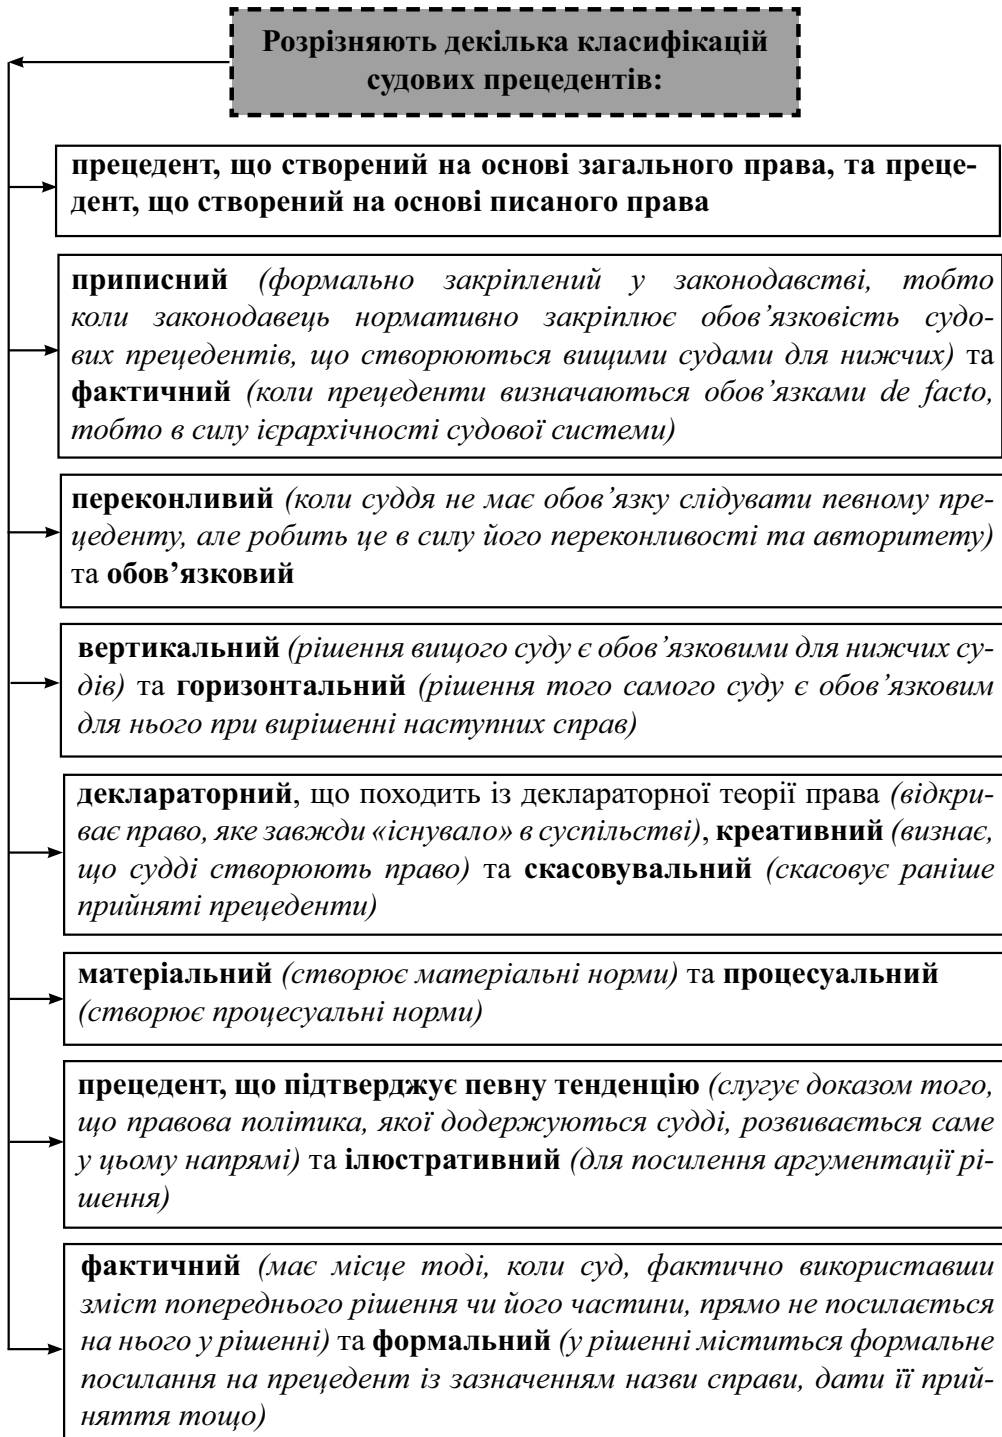 Розрізняють декілька класифікацій
судових прецедентів:
прецедент, що створений на основі загального права, та преце-
дент, що створений на основі писаного права
приписний (формально закріплений у законодавстві, тобто
коли законодавець нормативно закріплює обов’язковість судо-
вих прецедентів, що створюються вищими судами для нижчих) та
фактичний (коли прецеденти визначаються обов’язками de facto,
тобто в силу ієрархічності судової системи)
переконливий (коли суддя не має обов’язку слідувати певному пре-
цеденту, але робить це в силу його переконливості та авторитету)
та обов’язковий
вертикальний (рішення вищого суду є обов’язковими для нижчих су-
дів) та горизонтальний (рішення того самого суду є обов’язковим
для нього при вирішенні наступних справ)
деклараторний, що походить із деклараторної теорії права (відкри-
ває право, яке завжди «існувало» в суспільстві), креативний (визнає,
що судді створюють право) та скасовувальний (скасовує раніше
прийняті прецеденти)
матеріальний (створює матеріальні норми) та процесуальний
(створює процесуальні норми)
прецедент, що підтверджує певну тенденцію (слугує доказом того,
що правова політика, якої додержуються судді, розвивається саме
у цьому напрямі) та ілюстративний (для посилення аргументації рі-
шення)
фактичний (має місце тоді, коли суд, фактично використавши
зміст попереднього рішення чи його частини, прямо не посилається
на нього у рішенні) та формальний (у рішенні міститься формальне
посилання на прецедент із зазначенням назви справи, дати її прий-
няття тощо)